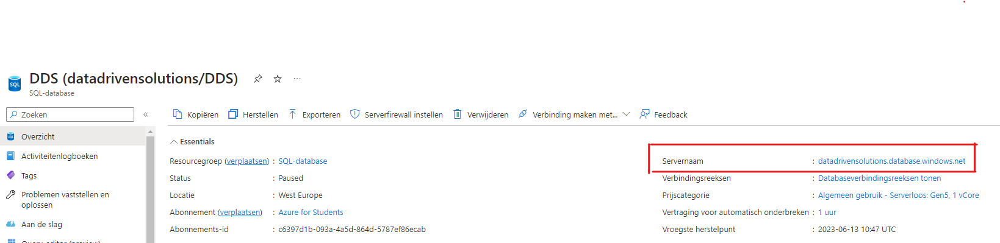 DDS (datadrivensolutions/DDS) ...
SQL
SQL-database
Zoeken «
Kopiëren Herstellen Exporteren Serverfirewall instellen Verwijderen Verbinding maken met... Feedback
Overzicht
Activiteitenlogboeken
Tags
Problemen vaststellen en
oplossen
Aan de slag
Query-editor (preview)
Essentials
Resourcegroep (verplaatsen) : SQL-database
Status : Paused
Locatie : West Europe
Abonnement (verplaatsen) : Azure for Students
Abonnements-id : c6397d1b-093a-4a5d-864d-5787ef86ecab
Servernaam : datadrivensolutions.database.windows.net
Verbindingsreeksen : Databaseverbindingsreeksen tonen
Prijscategorie : Algemeen gebruik - Serverloos: Gen5, 1 vCore
Vertraging voor automatisch onderbreken : 1 uur
Vroegste herstelpunt : 2023-06-13 10:47 UTC